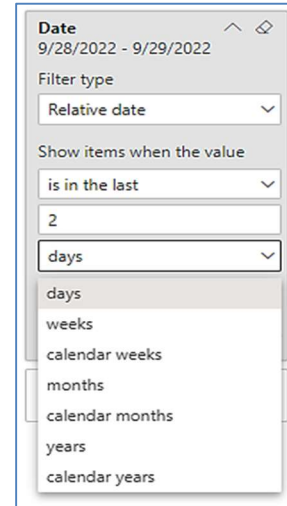 Date
9/28/2022 - 9/29/2022
Filter type
Relative date
Show items when the value
is in the last
2
days
days
weeks
calendar weeks
months
calendar months
years
calendar years